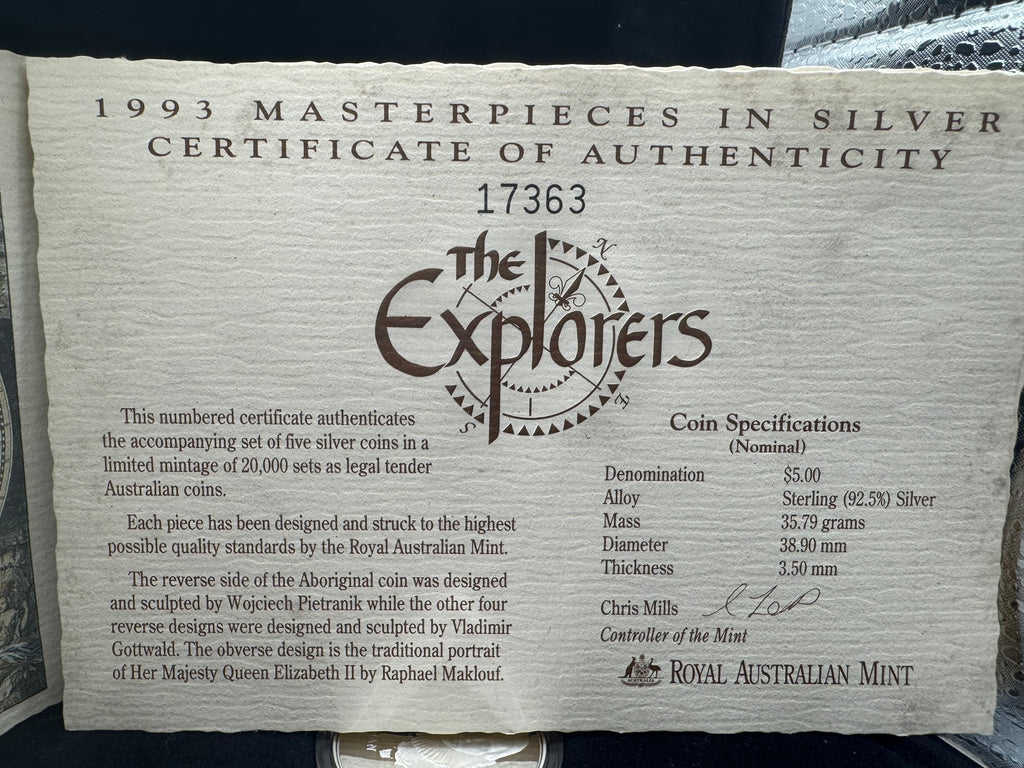 1993 MASTERPIECES IN SILVER
CERTIFICATE OF AUTHENTICITY
17363
The
Explorers
N
E
S
This numbered certificate authenticates
the accompanying set of five silver coins in a
limited mintage of 20,000 sets as legal tender
Australian coins.
Each piece has been designed and struck to the highest
possible quality standards by the Royal Australian Mint.
The reverse side of the Aboriginal coin was designed
and sculpted by Wojciech Pietranik while the other four
reverse designs were designed and sculpted by Vladimir
Gottwald. The obverse design is the traditional portrait
of Her Majesty Queen Elizabeth II by Raphael Maklouf.
Coin Specifications
(Nominal)
Denomination $5.00
Alloy Sterling (92.5%) Silver
Mass 35.79 grams
Diameter 38.90 mm
Thickness 3.50 mm
Chris Mills
Controller of the Mint
AUSTRALIA
ROYAL AUSTRALIAN MINT